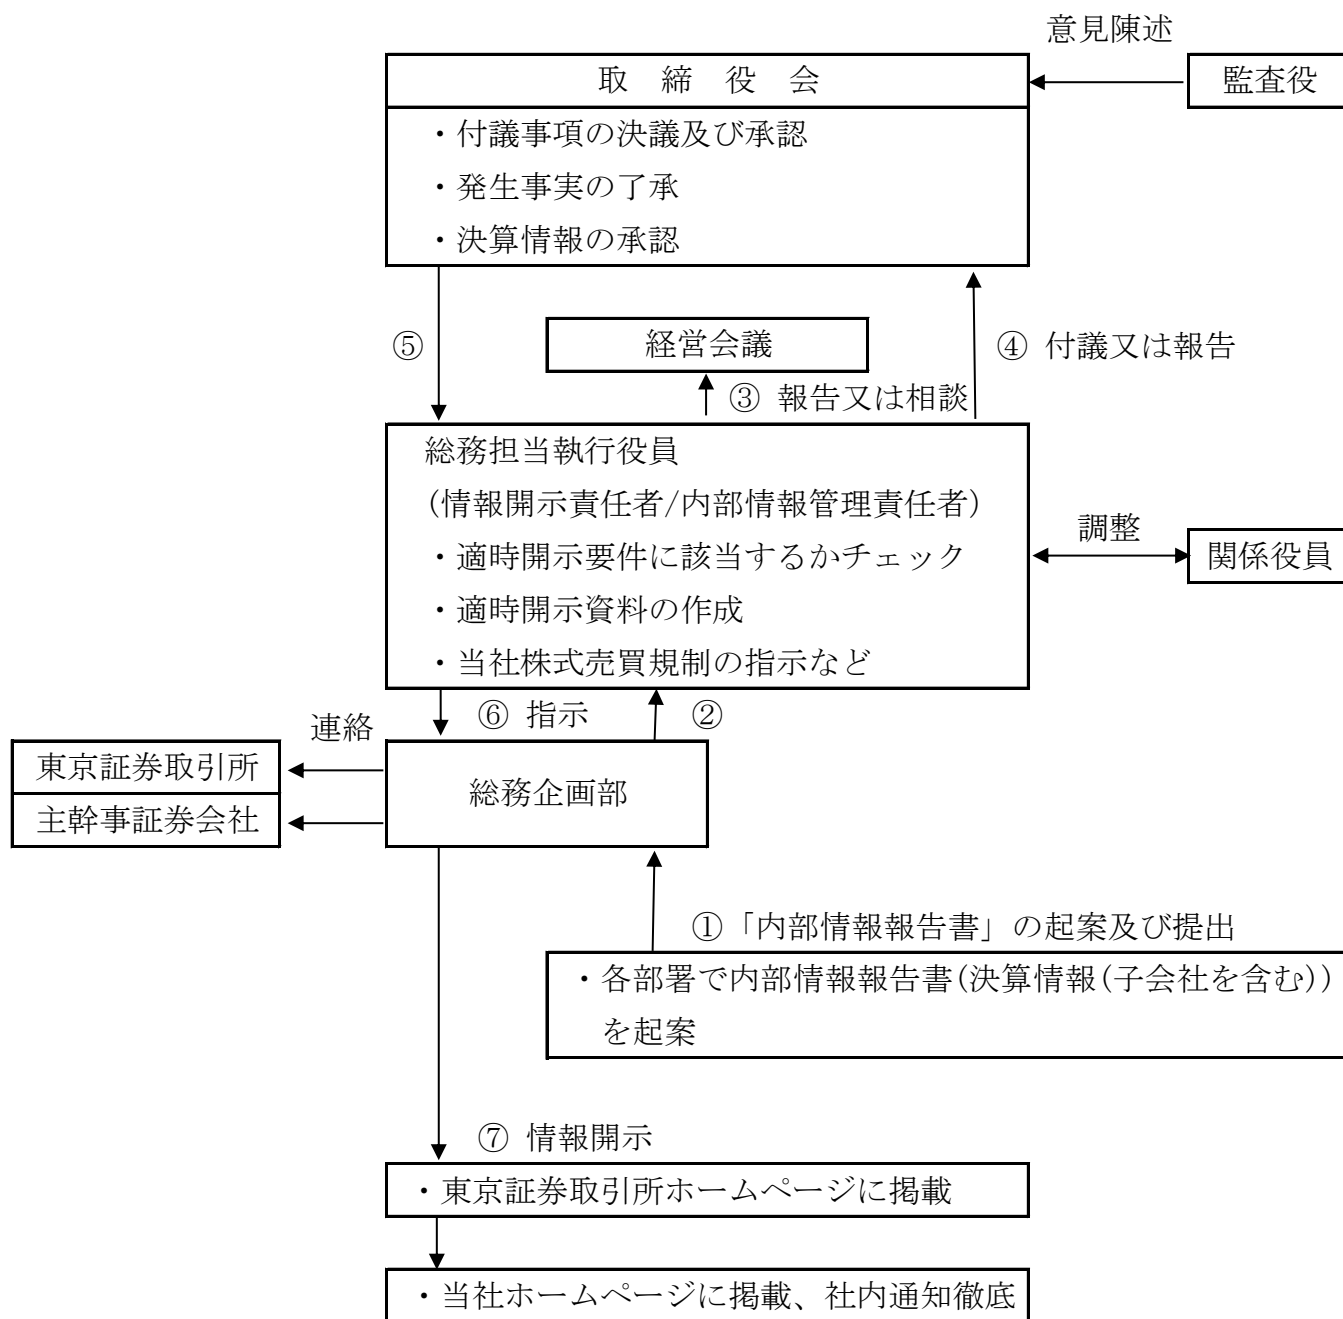 意見陳述
取 締 役 会
監査役
・付議事項の決議及び承認
・発生事実の了承
・決算情報の承認
⑤
経営会議
④ 付議又は報告
③ 報告又は相談
総務担当執行役員
(情報開示責任者/内部情報管理責任者)
・適時開示要件に該当するかチェック
・適時開示資料の作成
・当社株式売買規制の指示など
調整
関係役員
⑥ 指示
②
連絡
東京証券取引所
主幹事証券会社
総務企画部
①「内部情報報告書」の起案及び提出
・各部署で内部情報報告書(決算情報(子会社を含む))
を起案
⑦ 情報開示
・東京証券取引所ホームページに掲載
・当社ホームページに掲載、社内通知徹底